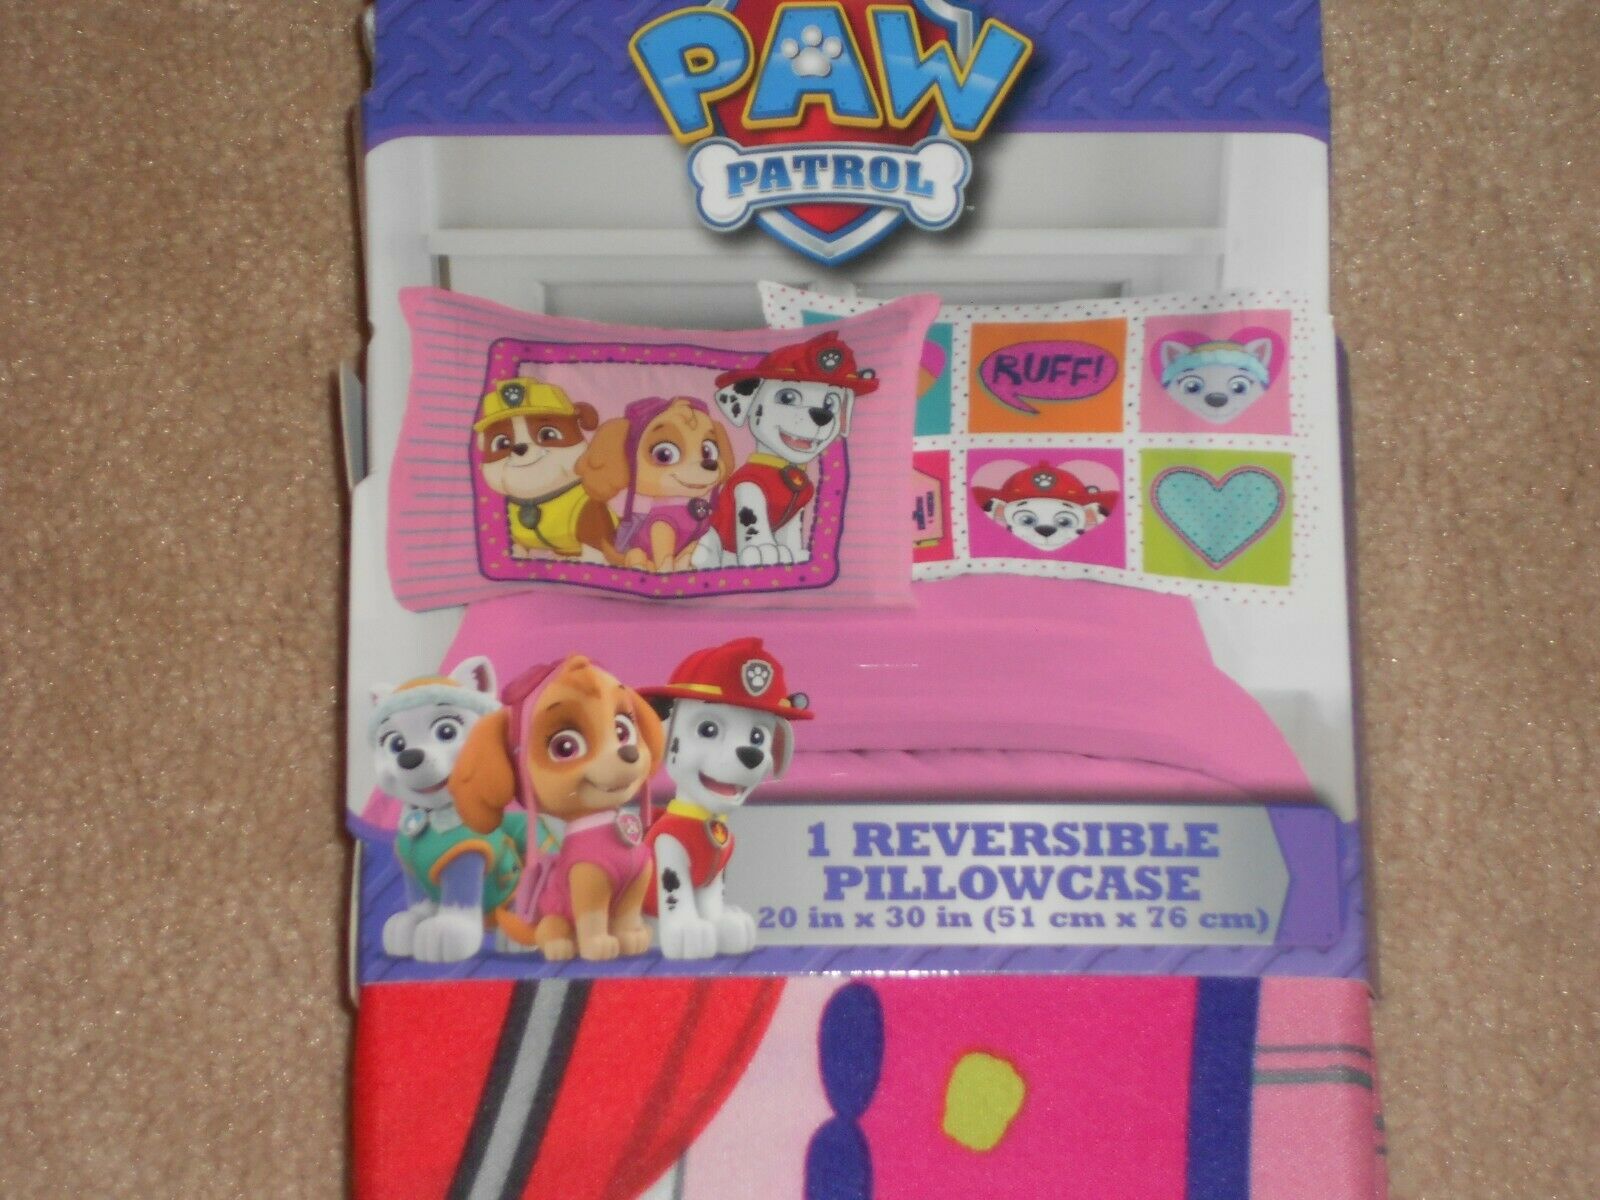 PAW
PATROL
RUFF!
1 REVERSIBLE
PILLOWCASE
20 in x 30 in (51 cm x 76 cm)